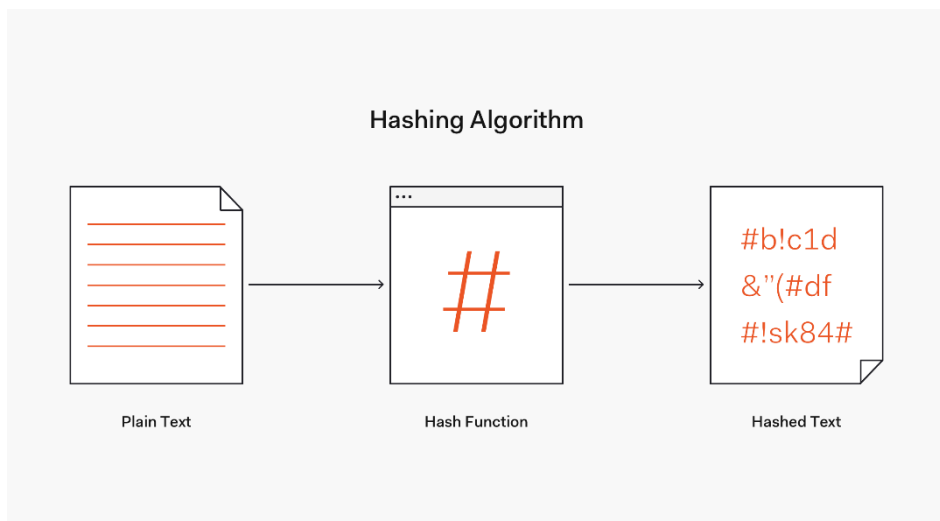 Hashing Algorithm
#
#b!c1d
&”(#df
#!sk84#
Plain Text
Hash Function
Hashed Text